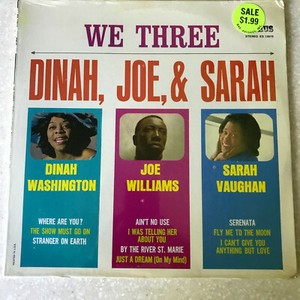 SALE
$1.99
WE THREE
DINAH, JOE, & SARAH
DINAH
WASHINGTON
WHERE ARE YOU?
THE SHOW MUST GO ON
STRANGER ON EARTH
JOE
WILLIAMS
AIN'T NO USE
I WAS TELLING HER
ABOUT YOU
BY THE RIVER ST. MARIE
JUST A DREAM (On My Mind)
SARAH
VAUGHAN
SERENATA
FLY ME TO THE MOON
I CAN'T GIVE YOU
ANYTHING BUT LOVE